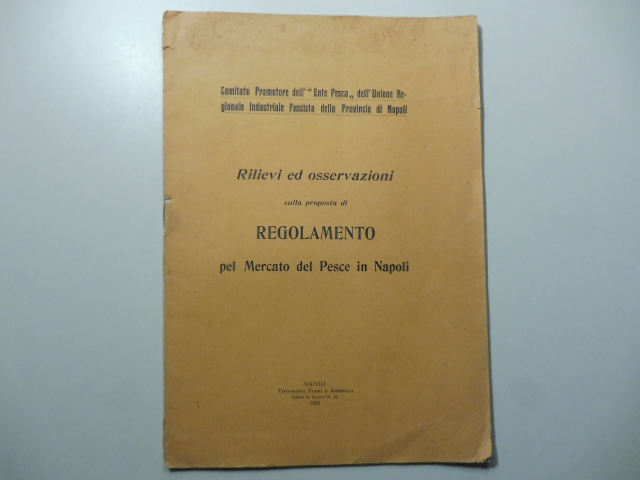 Comitato Promotore dell' "Ente Pesca„ dell'Unione Re-
gionale Industriale Fascista della Provincia di Napoli
Rilievi ed osservazioni
sulla proposta di
REGOLAMENTO
pel Mercato del Pesce in Napoli
NAPOLI